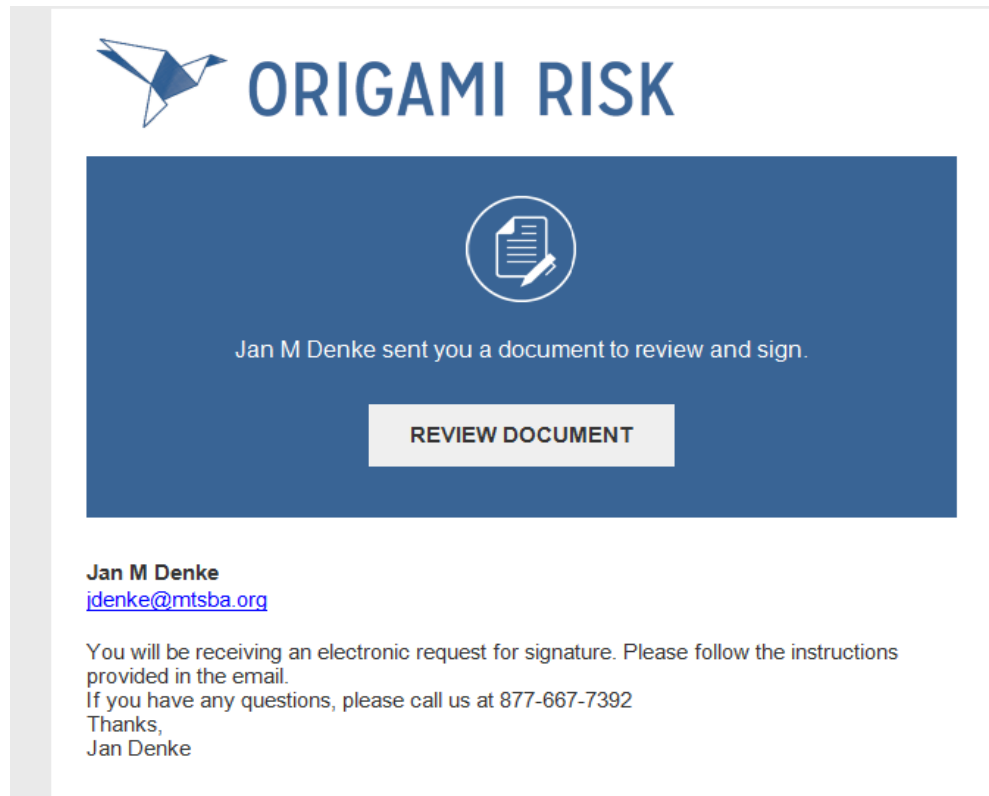 ORIGAMI RISK
Jan M Denke sent you a document to review and sign.
REVIEW DOCUMENT
Jan M Denke
jdenke@mtsba.org
You will be receiving an electronic request for signature. Please follow the instructions
provided in the email.
If you have any questions, please call us at 877-667-7392
Thanks,
Jan Denke